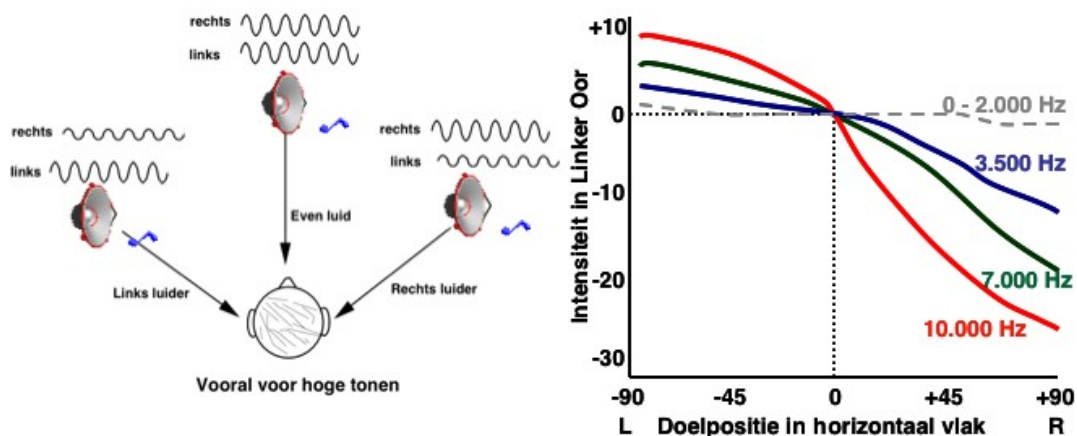 rechts
links
rechts
links
rechts
links
Even luid
Links luider
Rechts luider
Vooral voor hoge tonen
Intensiteit in Linker Oor
+10
0
-10
-20
-30
0 - 2.000 Hz
3.500 Hz
7.000 Hz
10.000 Hz
-90 -45 0 +45 +90
L Doelpositie in horizontaal vlak R